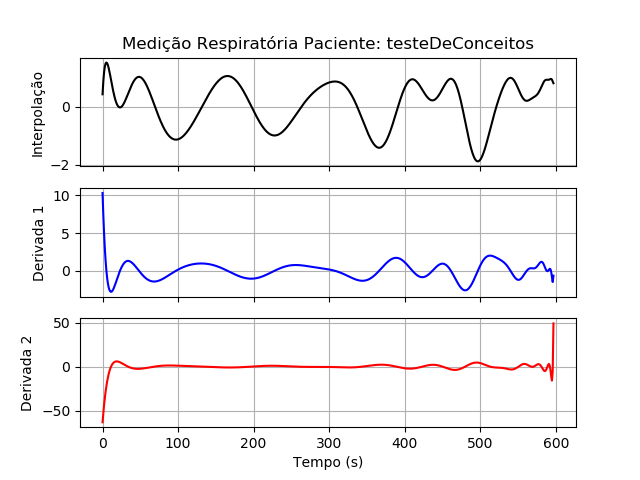 Medição Respiratória Paciente: testeDeConceitos
Interpolação
0
−2
Derivada 1
10
5
0
Derivada 2
50
0
−50
0 100 200 300 400 500 600
Tempo (s)